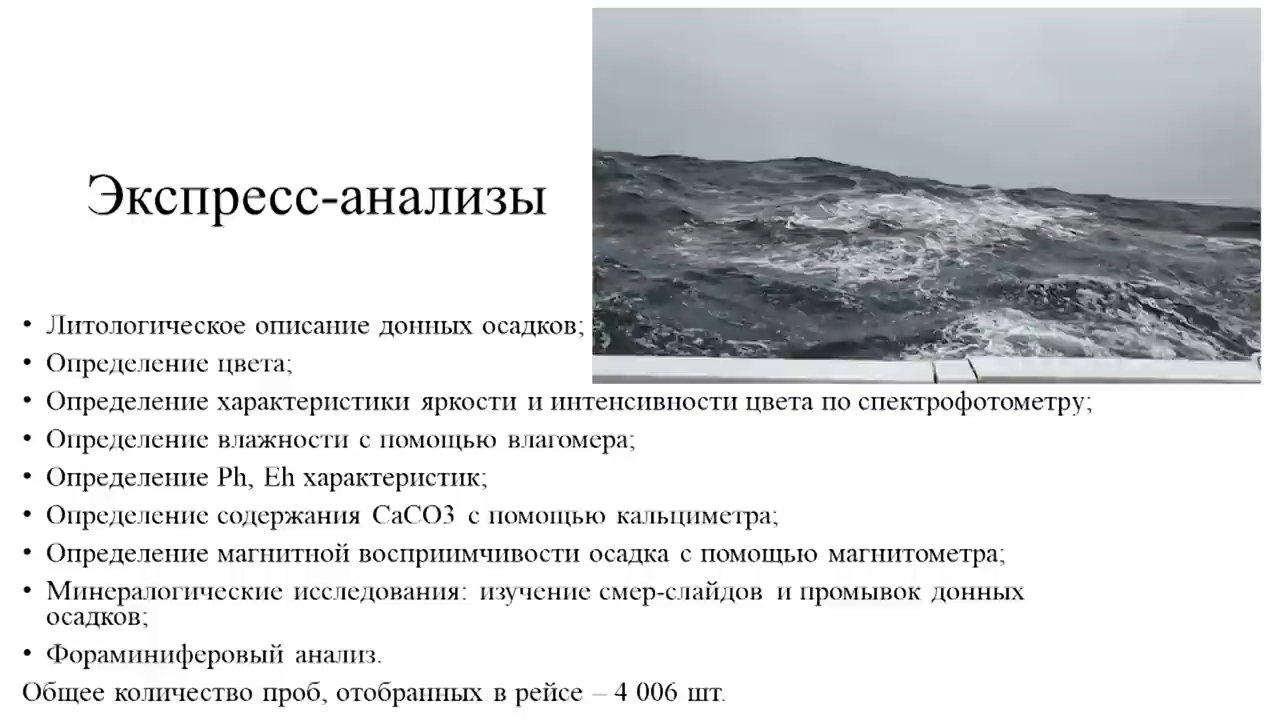 Экспресс-анализы
• Литологическое описание донных осадков;
• Определение цвета;
• Определение характеристики яркости и интенсивности цвета по спектрофотометру;
• Определение влажности с помощью влагомера;
• Определение Ph, Eh характеристик;
• Определение содержания CaCO3 с помощью кальциметра;
• Определение магнитной восприимчивости осадка с помощью магнитометра;
• Минералогические исследования: изучение смер-слайдов и промывок донных
осадков;
• Фораминиферовый анализ.
Общее количество проб, отобранных в рейсе – 4 006 шт.